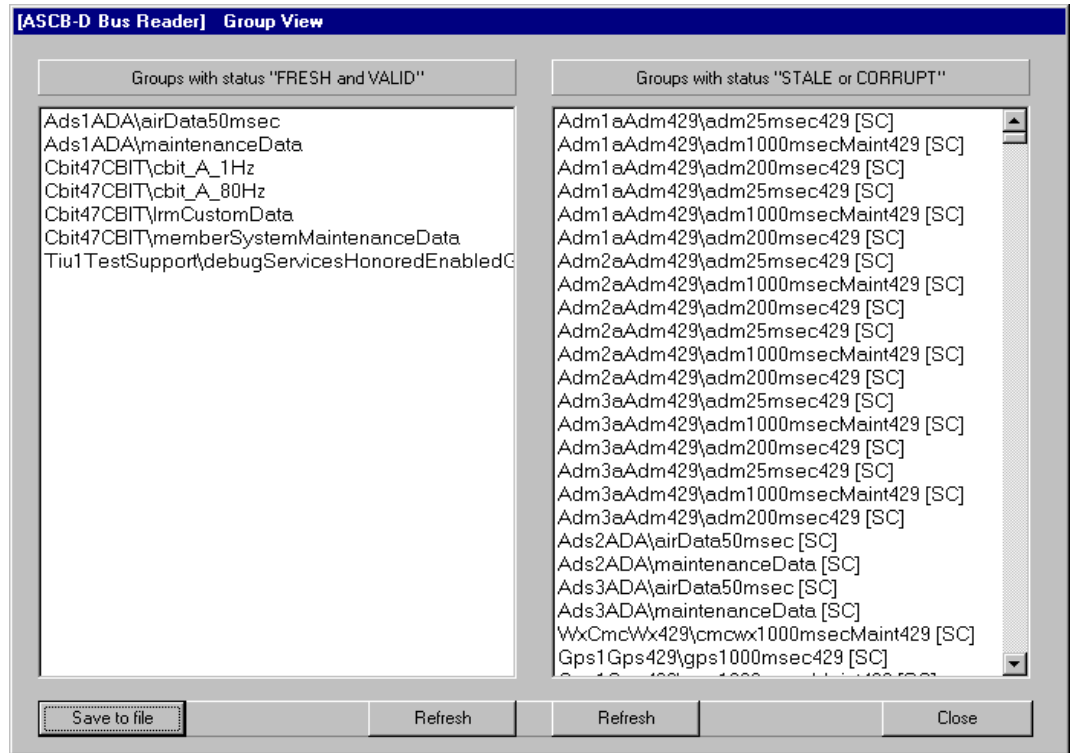 [ASCB-D Bus Reader]   Group View
Groups with status "FRESH and VALID"
Ads1ADA\airData50msec
Ads1ADA\maintenanceData
Cbit47CBIT\cbit_A_1Hz
Cbit47CBIT\cbit_A_80Hz
Cbit47CBIT\lrmCustomData
Cbit47CBIT\memberSystemMaintenanceData
Tiu1TestSupport\debugServicesHonoredEnabledG
Groups with status "STALE or CORRUPT"
Adm1aAdm429\adm25msec429 [SC]
Adm1aAdm429\adm1000msecMaint429 [SC]
Adm1aAdm429\adm200msec429 [SC]
Adm1aAdm429\adm25msec429 [SC]
Adm1aAdm429\adm1000msecMaint429 [SC]
Adm1aAdm429\adm200msec429 [SC]
Adm2aAdm429\adm25msec429 [SC]
Adm2aAdm429\adm1000msecMaint429 [SC]
Adm2aAdm429\adm200msec429 [SC]
Adm2aAdm429\adm25msec429 [SC]
Adm2aAdm429\adm1000msecMaint429 [SC]
Adm2aAdm429\adm200msec429 [SC]
Adm3aAdm429\adm25msec429 [SC]
Adm3aAdm429\adm1000msecMaint429 [SC]
Adm3aAdm429\adm200msec429 [SC]
Adm3aAdm429\adm25msec429 [SC]
Adm3aAdm429\adm1000msecMaint429 [SC]
Adm3aAdm429\adm200msec429 [SC]
Ads2ADA\airData50msec [SC]
Ads2ADA\maintenanceData [SC]
Ads3ADA\airData50msec [SC]
Ads3ADA\maintenanceData [SC]
WxCmcWx429\cmcwx1000msecMaint429 [SC]
Gps1Gps429\gps1000msec429 [SC]
Save to file
Refresh
Refresh
Close